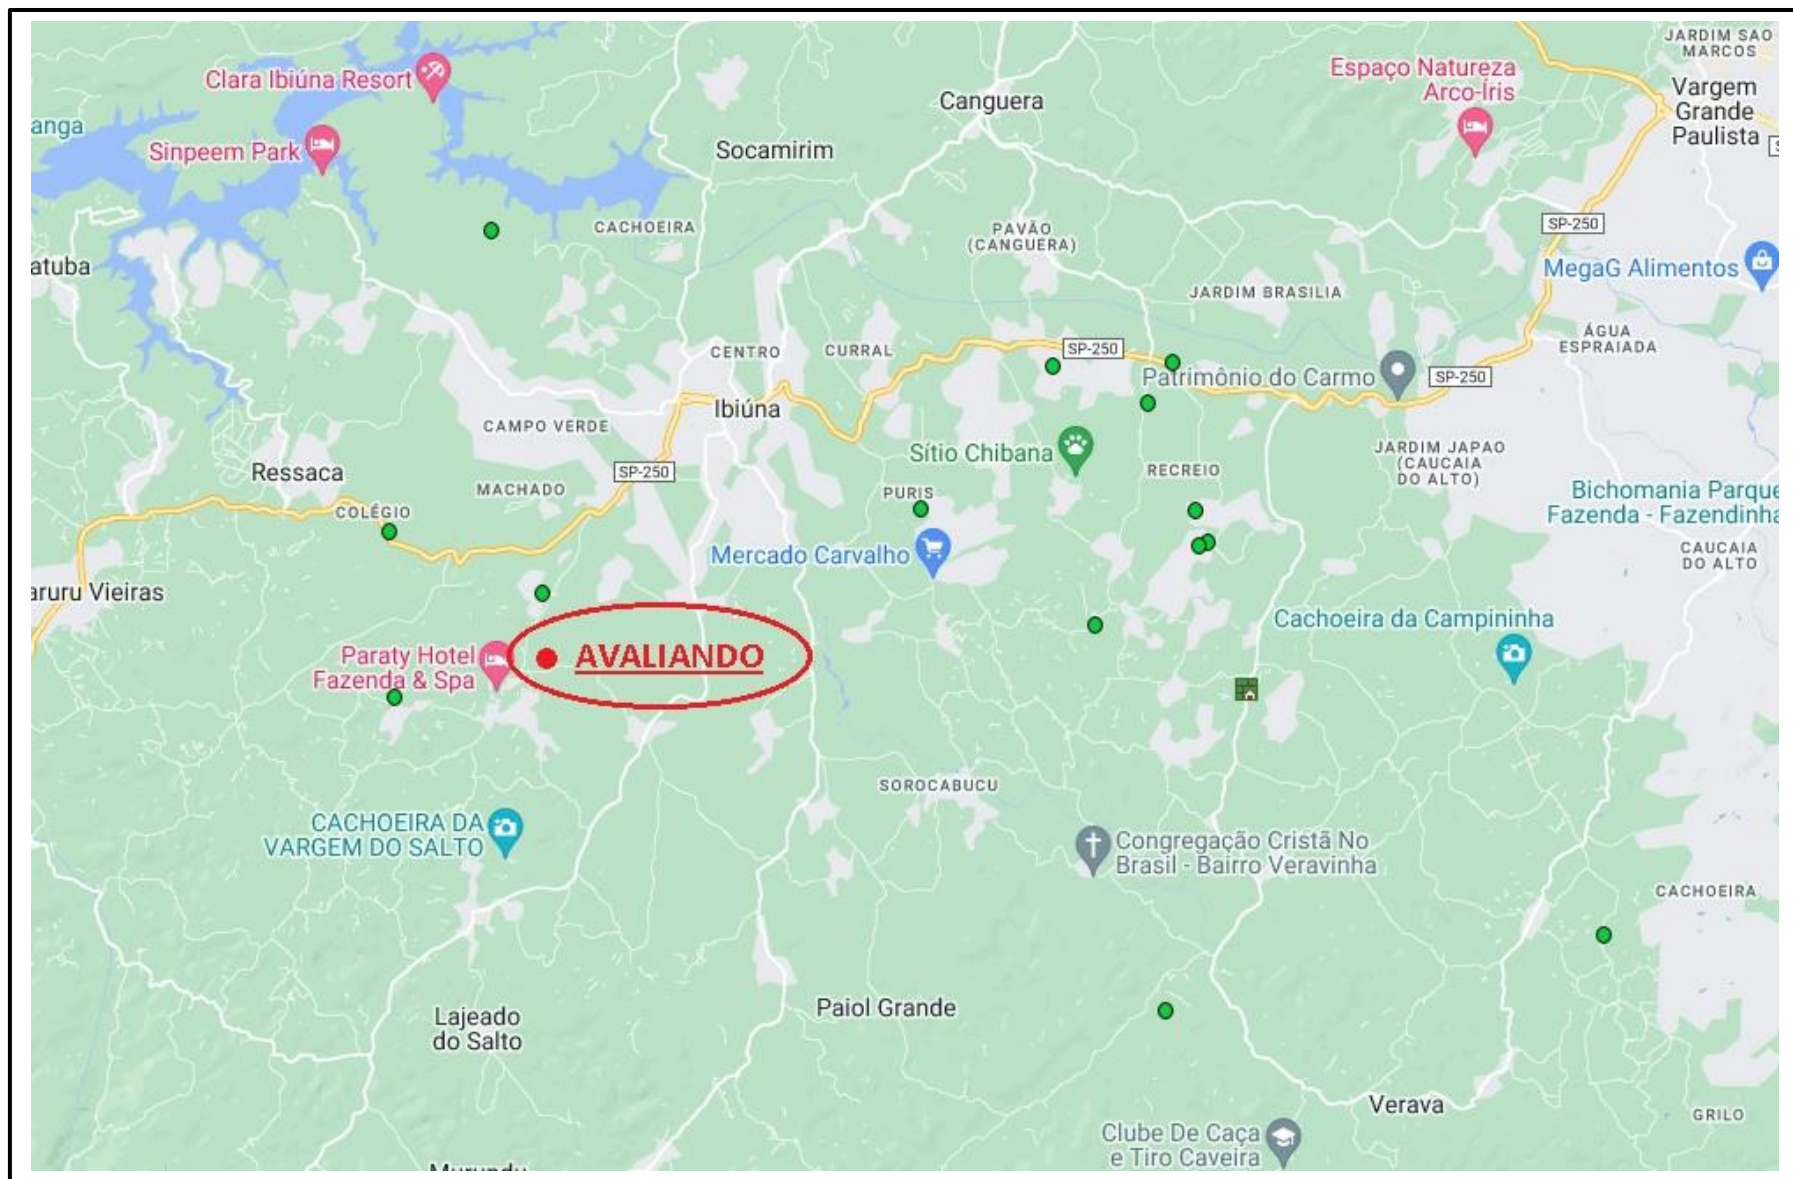 JARDIM SAO
MARCOS
Clara Ibiúna Resort
Espaço Natureza
Arco-Íris
Vargem
Grande
Paulista
Canguera
anga
Sinpeem Park
Socamirim
CACHOEIRA
PAVÃO
(CANGUERA)
SP-250
atuba
MegaG Alimentos
JARDIM BRASILIA
ÁGUA
ESPRAIADA
CENTRO
CURRAL
SP-250
Patrimônio do Carmo
SP-250
Ibiúna
CAMPO VERDE
Sítio Chibana
JARDIM JAPAO
(CAUCAIA
DO ALTO)
Ressaca
SP-250
RECREIO
MACHADO
PURIS
Bichomania Parque
Fazenda - Fazendinha
COLÉGIO
Mercado Carvalho
CAUCAIA
DO ALTO
aruru Vieiras
Cachoeira da Campininha
Paraty Hotel
Fazenda & Spa
AVALIANDO
SOROCABUCU
CACHOEIRA DA
VARGEM DO SALTO
Congregação Cristã No
Brasil - Bairro Veravinha
CACHOEIRA
Paiol Grande
Lajeado
do Salto
Verava
GRILO
Clube De Caça
e Tiro Caveira